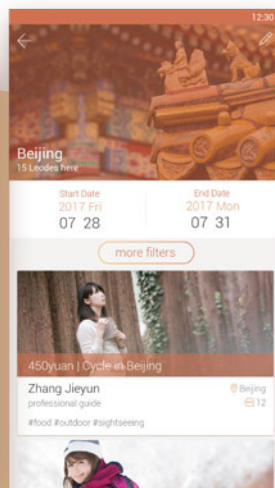 12:30
Beijing
15 Leodes here
Start Date
End Date
2017 Fri
2017 Mon
07 28
07 31
more filters
450yuan | Cycle in Beijing
Zhang Jieyun
Beijing
professional guide
12
#food #outdoor #sightseeing